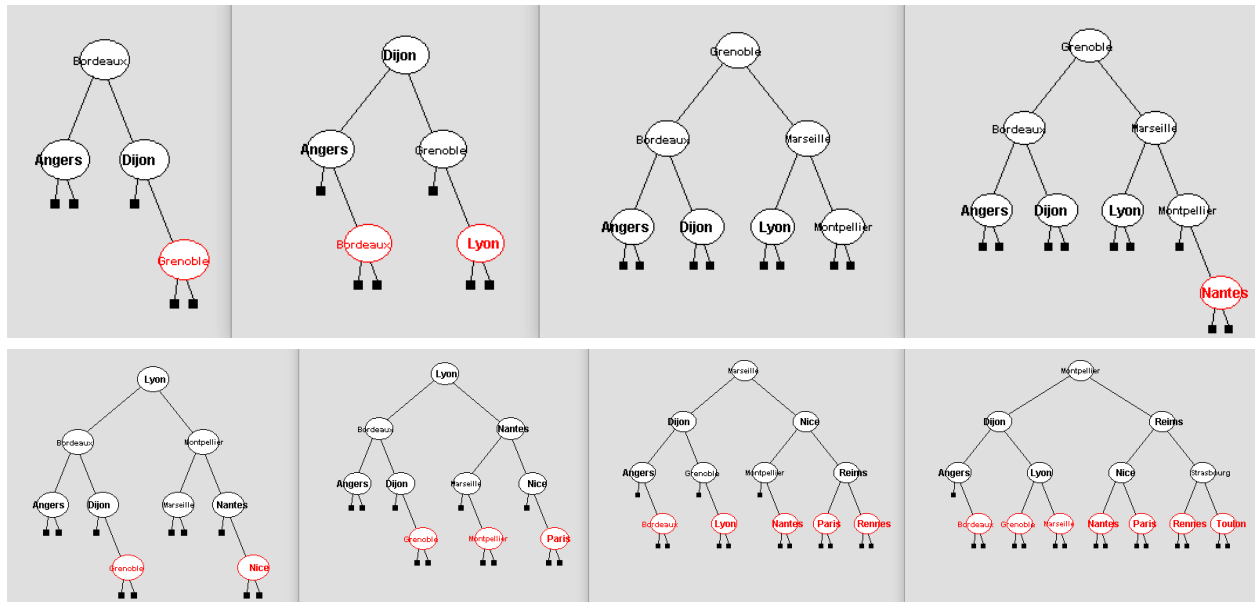 Bordeaux
Angers Dijon
Grenoble
Dijon
Angers Grenoble
Bordeaux Lyon
Grenoble
Bordeaux Marseille
Angers Dijon Lyon Montpellier
Grenoble
Bordeaux Marseille
Angers Dijon Lyon Montpellier
Nantes
Lyon
Bordeaux Montpellier
Angers Dijon Marseille Nantes
Grenoble Nice
Lyon
Bordeaux Nantes
Angers Dijon Marseille Nice
Grenoble Montpellier Paris
Marseille
Dijon Nice
Angers Grenoble Montpellier Reims
Bordeaux Lyon Nantes Paris Rennes
Montpellier
Dijon Reims
Angers Lyon Nice Strasbourg
Bordeaux Grenoble Marseille Nantes Paris Rennes Toulon